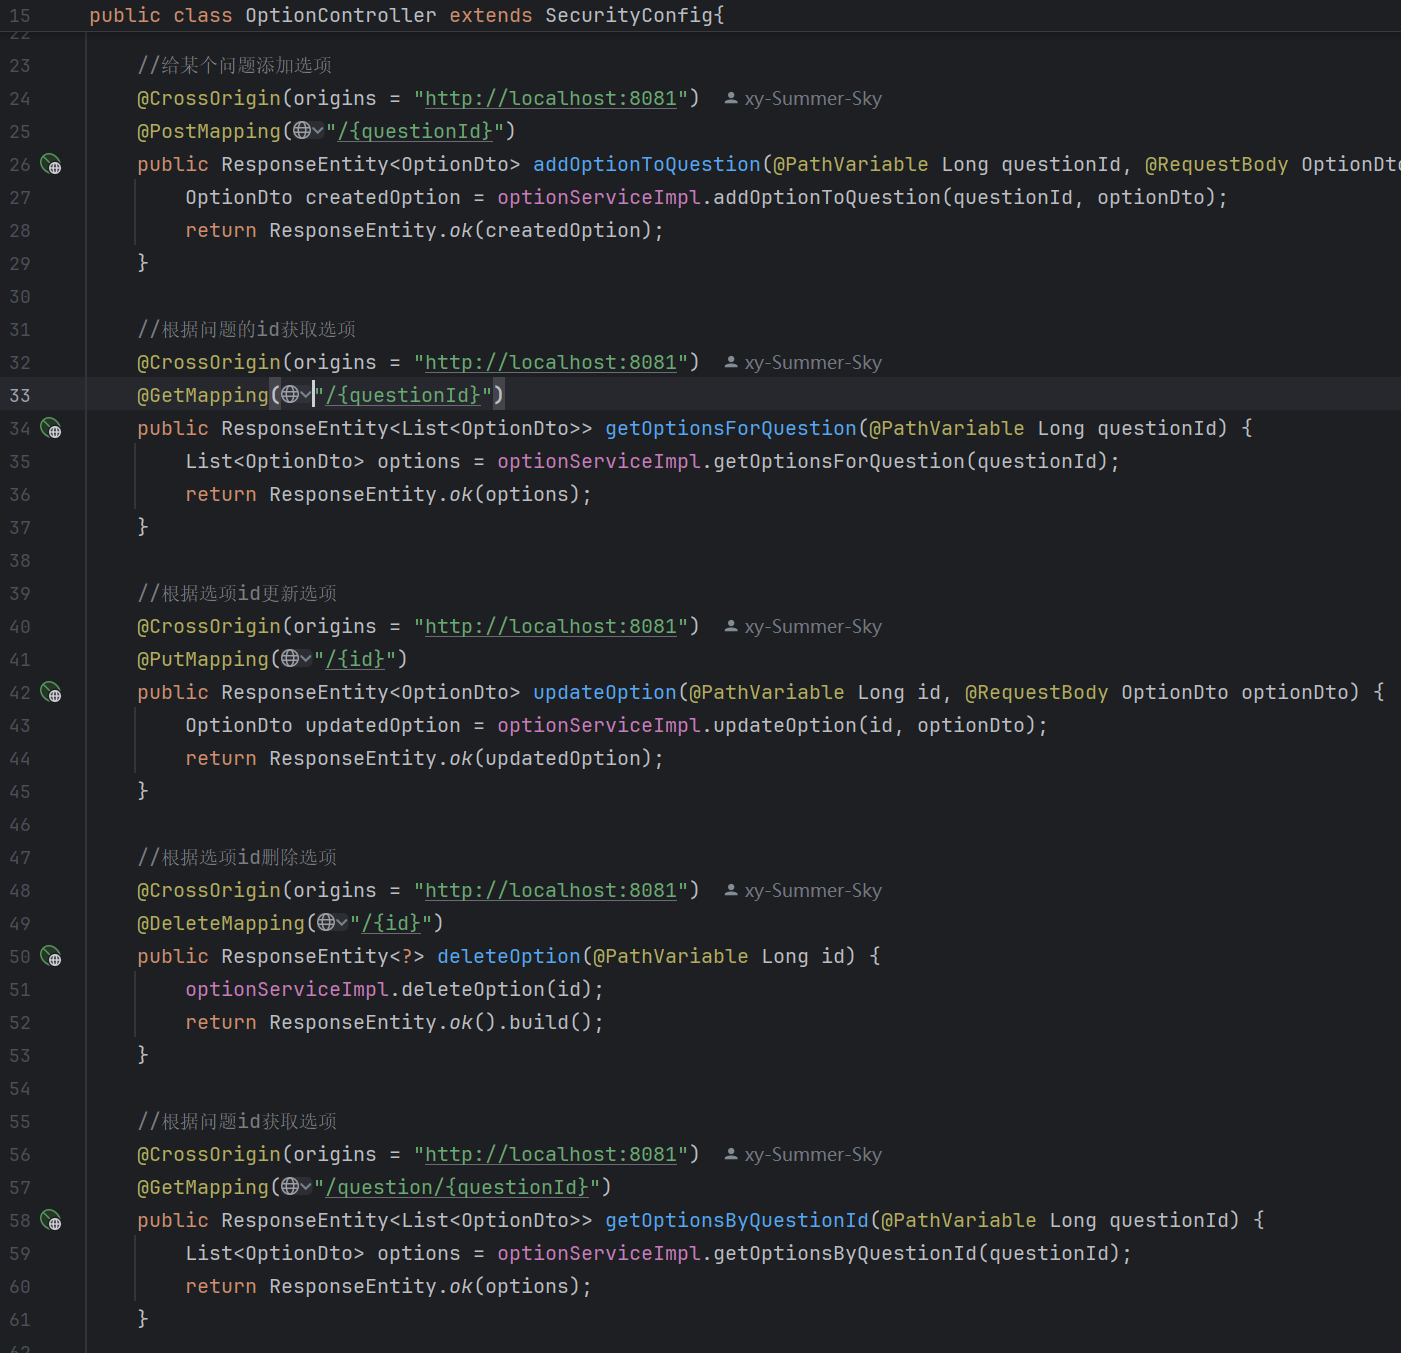 15 public class OptionController extends SecurityConfig{
22
23 //给某个问题添加选项
24 @CrossOrigin(origins = "http://localhost:8081") xy-Summer-Sky
25 @PostMapping("/{questionId}")
26 public ResponseEntity<OptionDto> addOptionToQuestion(@PathVariable Long questionId, @RequestBody OptionDto
27 OptionDto createdOption = optionServiceImpl.addOptionToQuestion(questionId, optionDto);
28 return ResponseEntity.ok(createdOption);
29 }
30
31 //根据问题的id获取选项
32 @CrossOrigin(origins = "http://localhost:8081") xy-Summer-Sky
33 @GetMapping("/{questionId}")
34 public ResponseEntity<List<OptionDto>> getOptionsForQuestion(@PathVariable Long questionId) {
35 List<OptionDto> options = optionServiceImpl.getOptionsForQuestion(questionId);
36 return ResponseEntity.ok(options);
37 }
38
39 //根据选项id更新选项
40 @CrossOrigin(origins = "http://localhost:8081") xy-Summer-Sky
41 @PutMapping("/{id}")
42 public ResponseEntity<OptionDto> updateOption(@PathVariable Long id, @RequestBody OptionDto optionDto) {
43 OptionDto updatedOption = optionServiceImpl.updateOption(id, optionDto);
44 return ResponseEntity.ok(updatedOption);
45 }
46
47 //根据选项id删除选项
48 @CrossOrigin(origins = "http://localhost:8081") xy-Summer-Sky
49 @DeleteMapping("/{id}")
50 public ResponseEntity<?> deleteOption(@PathVariable Long id) {
51 optionServiceImpl.deleteOption(id);
52 return ResponseEntity.ok().build();
53 }
54
55 //根据问题id获取选项
56 @CrossOrigin(origins = "http://localhost:8081") xy-Summer-Sky
57 @GetMapping("/question/{questionId}")
58 public ResponseEntity<List<OptionDto>> getOptionsByQuestionId(@PathVariable Long questionId) {
59 List<OptionDto> options = optionServiceImpl.getOptionsByQuestionId(questionId);
60 return ResponseEntity.ok(options);
61 }
62